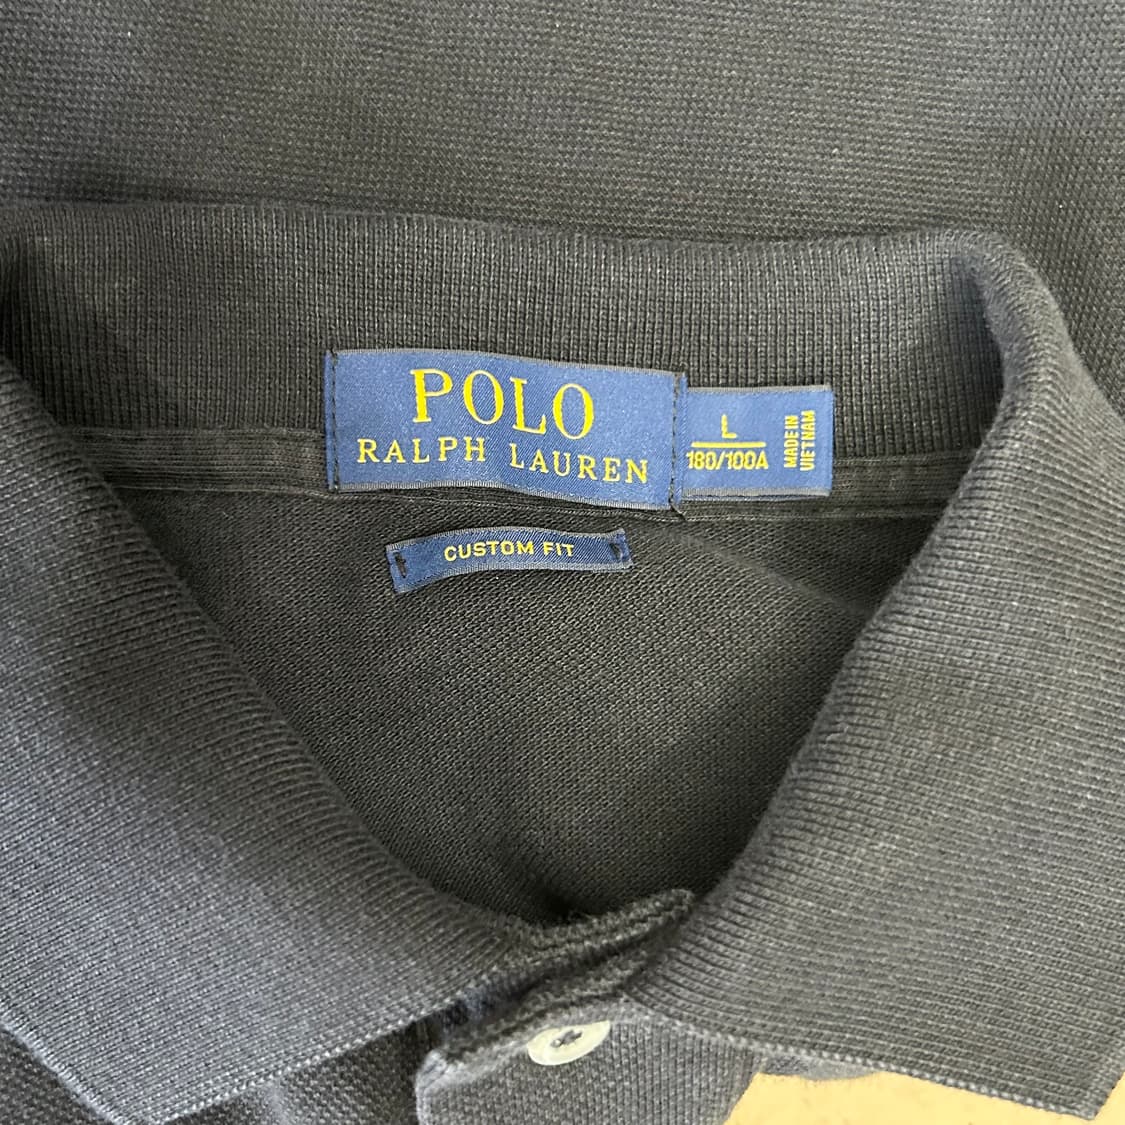 POLO
RALPH LAUREN
L
180/100A
MADE IN
VIETNAM
CUSTOM FIT